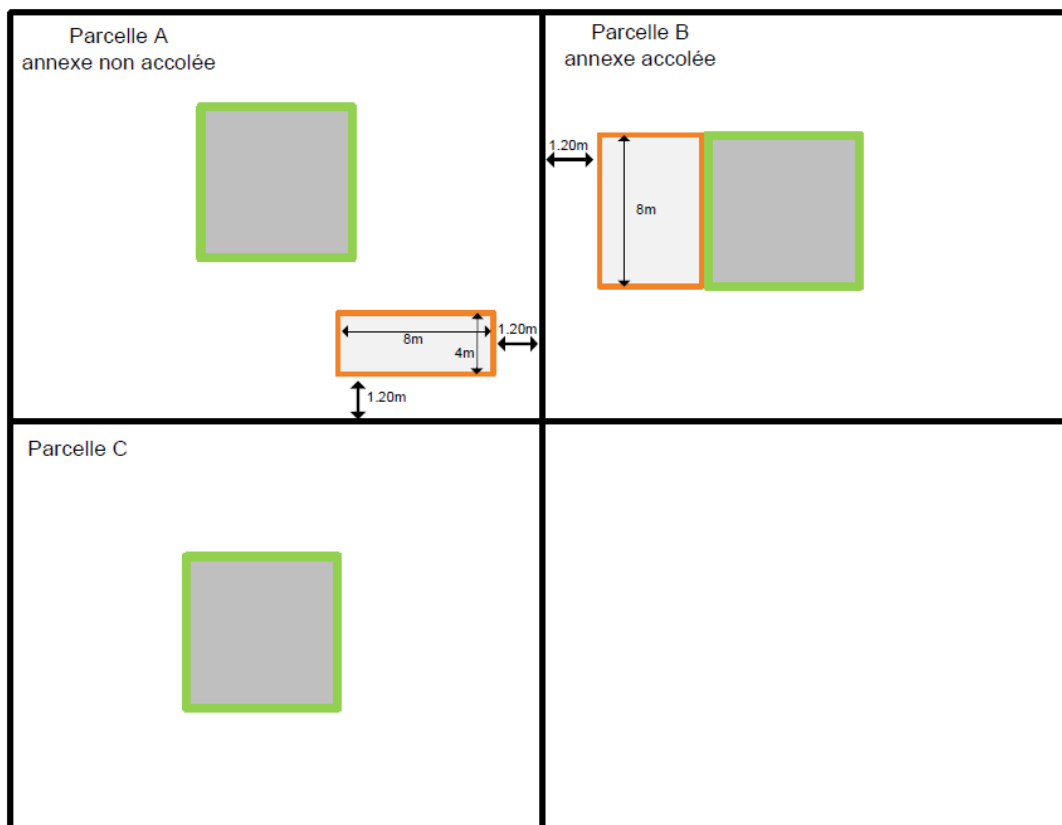 Parcelle A
annexe non accolée
8m
4m
1.20m
1.20m
Parcelle B
annexe accolée
1.20m
8m
Parcelle C